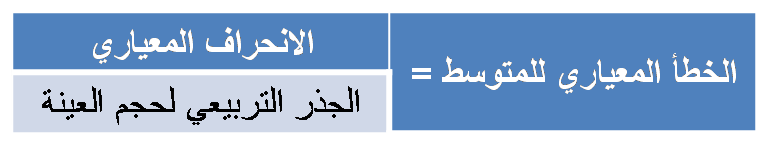 الخطأ المعياري للمتوسط =
الانحراف المعياري
الجذر التربيعي لحجم العينة